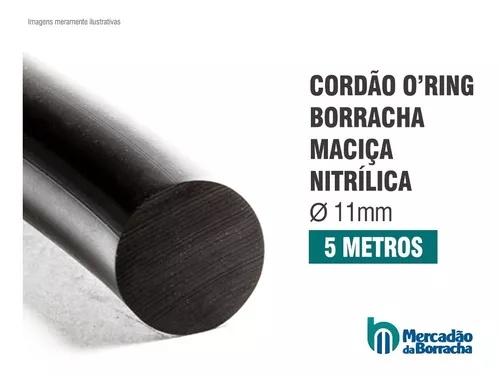 Imagens meramente ilustrativas
CORDÃO O'RING
BORRACHA
MACIÇA
NITRÍLICA
Ø 11mm
5 METROS
Mercadão
da Borracha